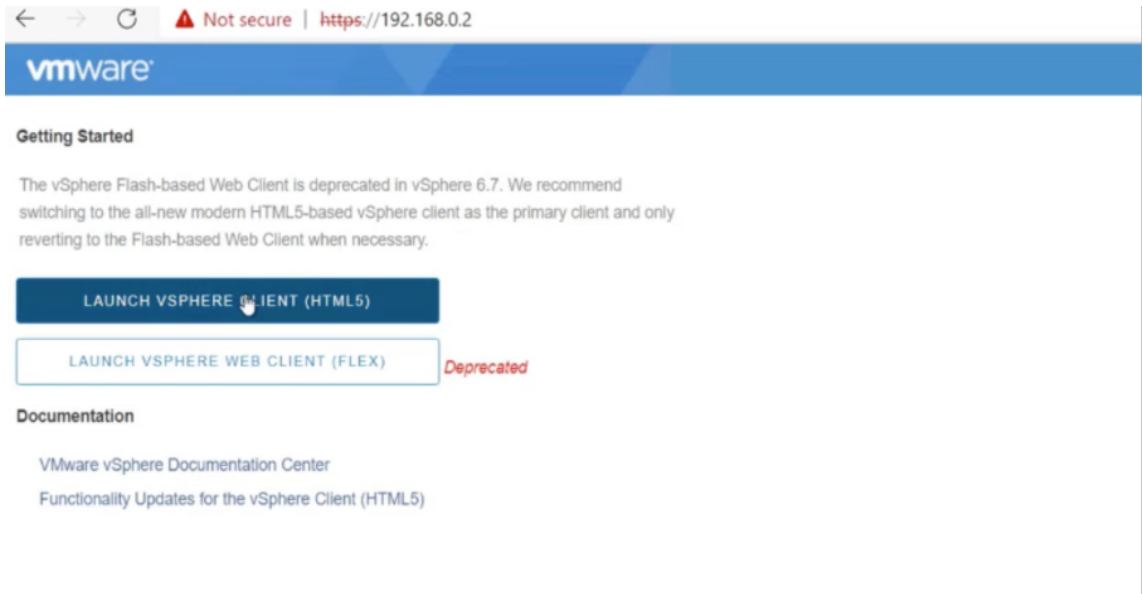 Not secure | https://192.168.0.2
vmware
Getting Started
The vSphere Flash-based Web Client is deprecated in vSphere 6.7. We recommend
switching to the all-new modern HTML5-based vSphere client as the primary client and only
reverting to the Flash-based Web Client when necessary.
LAUNCH VSPHERE CLIENT (HTML5)
LAUNCH VSPHERE WEB CLIENT (FLEX)
Deprecated
Documentation
VMware vSphere Documentation Center
Functionality Updates for the vSphere Client (HTML5)